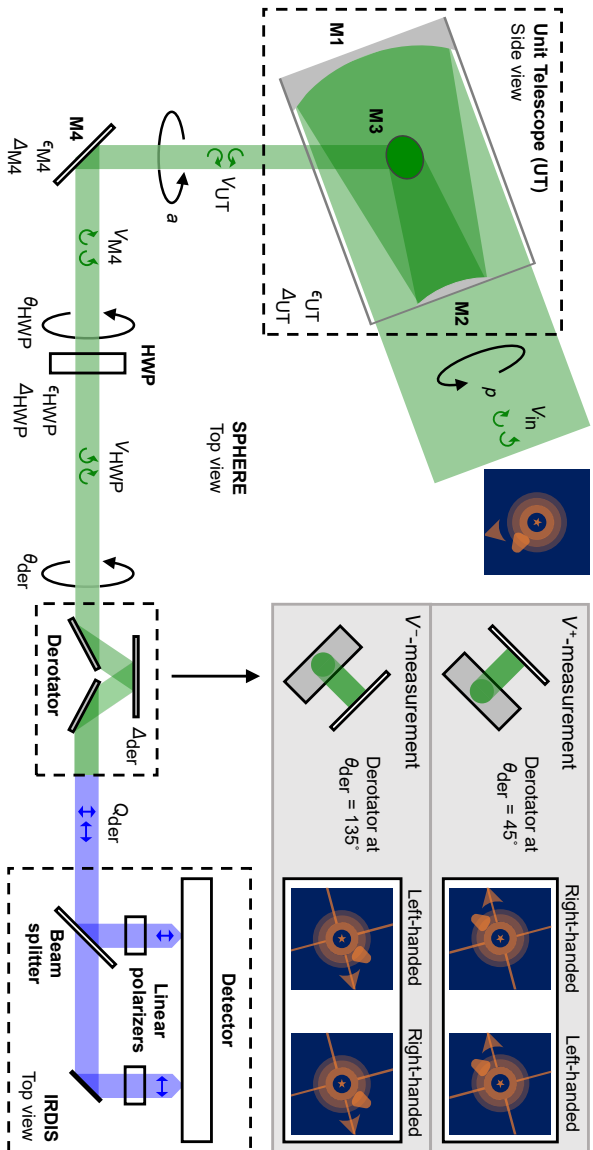 Unit Telescope (UT)
Side view
M1
M3
M2
ϵUT
ΔUT
p
Vin
VUT
a
M4
ϵM4
ΔM4
VM4
θHWP
HWP
ϵHWP
ΔHWP
VHWP
SPHERE
Top view
θder
Derotator
Δder
Qder
V+-measurement
Derotator at
θder = 45°
Right-handed
Left-handed
V−-measurement
Derotator at
θder = 135°
Left-handed
Right-handed
Beam
splitter
Linear
polarizers
Detector
IRDIS
Top view